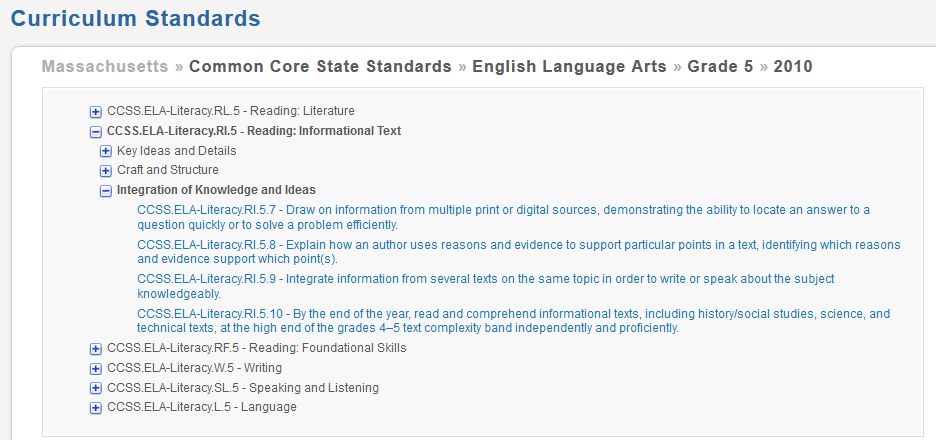 Curriculum Standards
Massachusetts » Common Core State Standards » English Language Arts » Grade 5 » 2010
CCSS.ELA-Literacy.RL.5 - Reading: Literature
CCSS.ELA-Literacy.RI.5 - Reading: Informational Text
Key Ideas and Details
Craft and Structure
Integration of Knowledge and Ideas
CCSS.ELA-Literacy.RI.5.7 - Draw on information from multiple print or digital sources, demonstrating the ability to locate an answer to a
question quickly or to solve a problem efficiently.
CCSS.ELA-Literacy.RI.5.8 - Explain how an author uses reasons and evidence to support particular points in a text, identifying which reasons
and evidence support which point(s).
CCSS.ELA-Literacy.RI.5.9 - Integrate information from several texts on the same topic in order to write or speak about the subject
knowledgeably.
CCSS.ELA-Literacy.RI.5.10 - By the end of the year, read and comprehend informational texts, including history/social studies, science, and
technical texts, at the high end of the grades 4–5 text complexity band independently and proficiently.
CCSS.ELA-Literacy.RF.5 - Reading: Foundational Skills
CCSS.ELA-Literacy.W.5 - Writing
CCSS.ELA-Literacy.SL.5 - Speaking and Listening
CCSS.ELA-Literacy.L.5 - Language